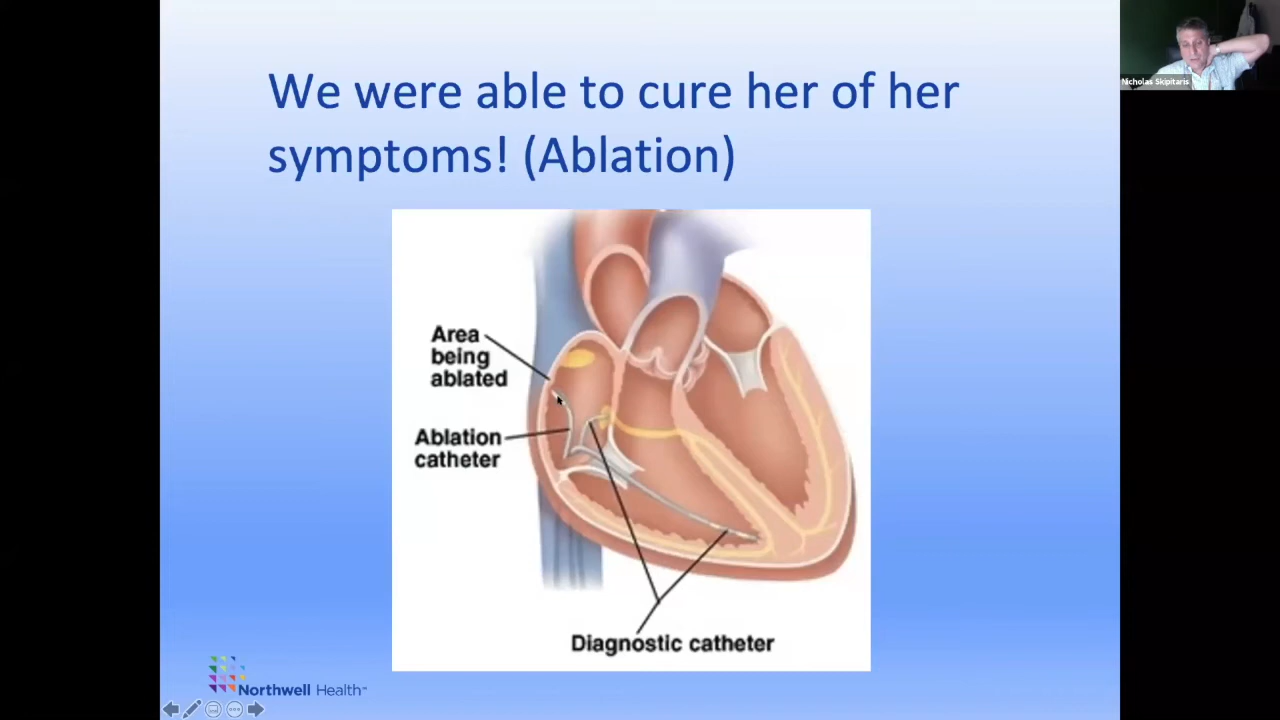 We were able to cure her of her
symptoms! (Ablation)
Area
being
ablated
Ablation
catheter
Diagnostic catheter
Northwell Health™
Nicholas Skipitaris